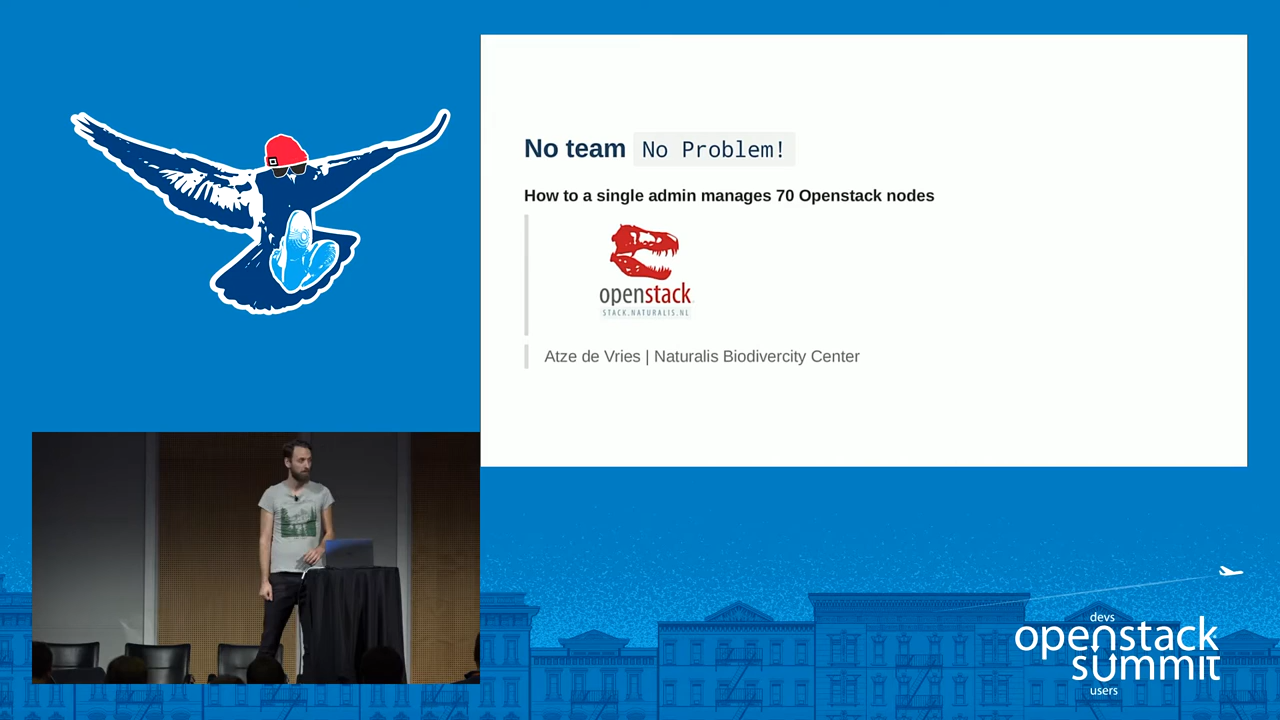 No team No Problem!
How to a single admin manages 70 Openstack nodes
openstack
STACK.NATURALIS.NL
Atze de Vries | Naturalis Biodivercity Center
devs
openstack
summit
users